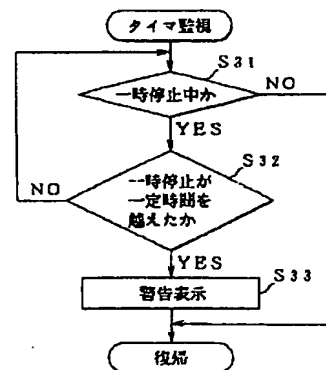 タイマ監視
S31
一時停止中か
NO
YES
S32
一時停止が
一定時間を
越えたか
NO
YES
S33
警告表示
復帰